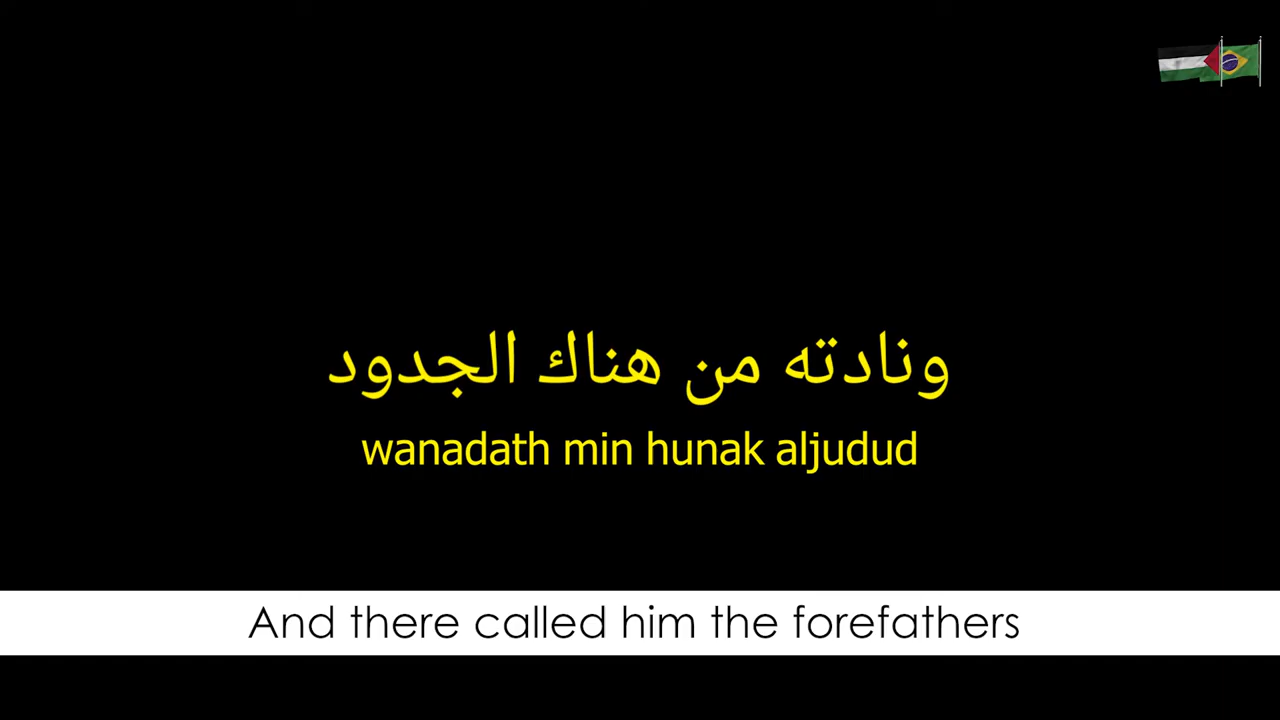 ونادته من هناك الجدود
wanadath min hunak aljudud
And there called him the forefathers